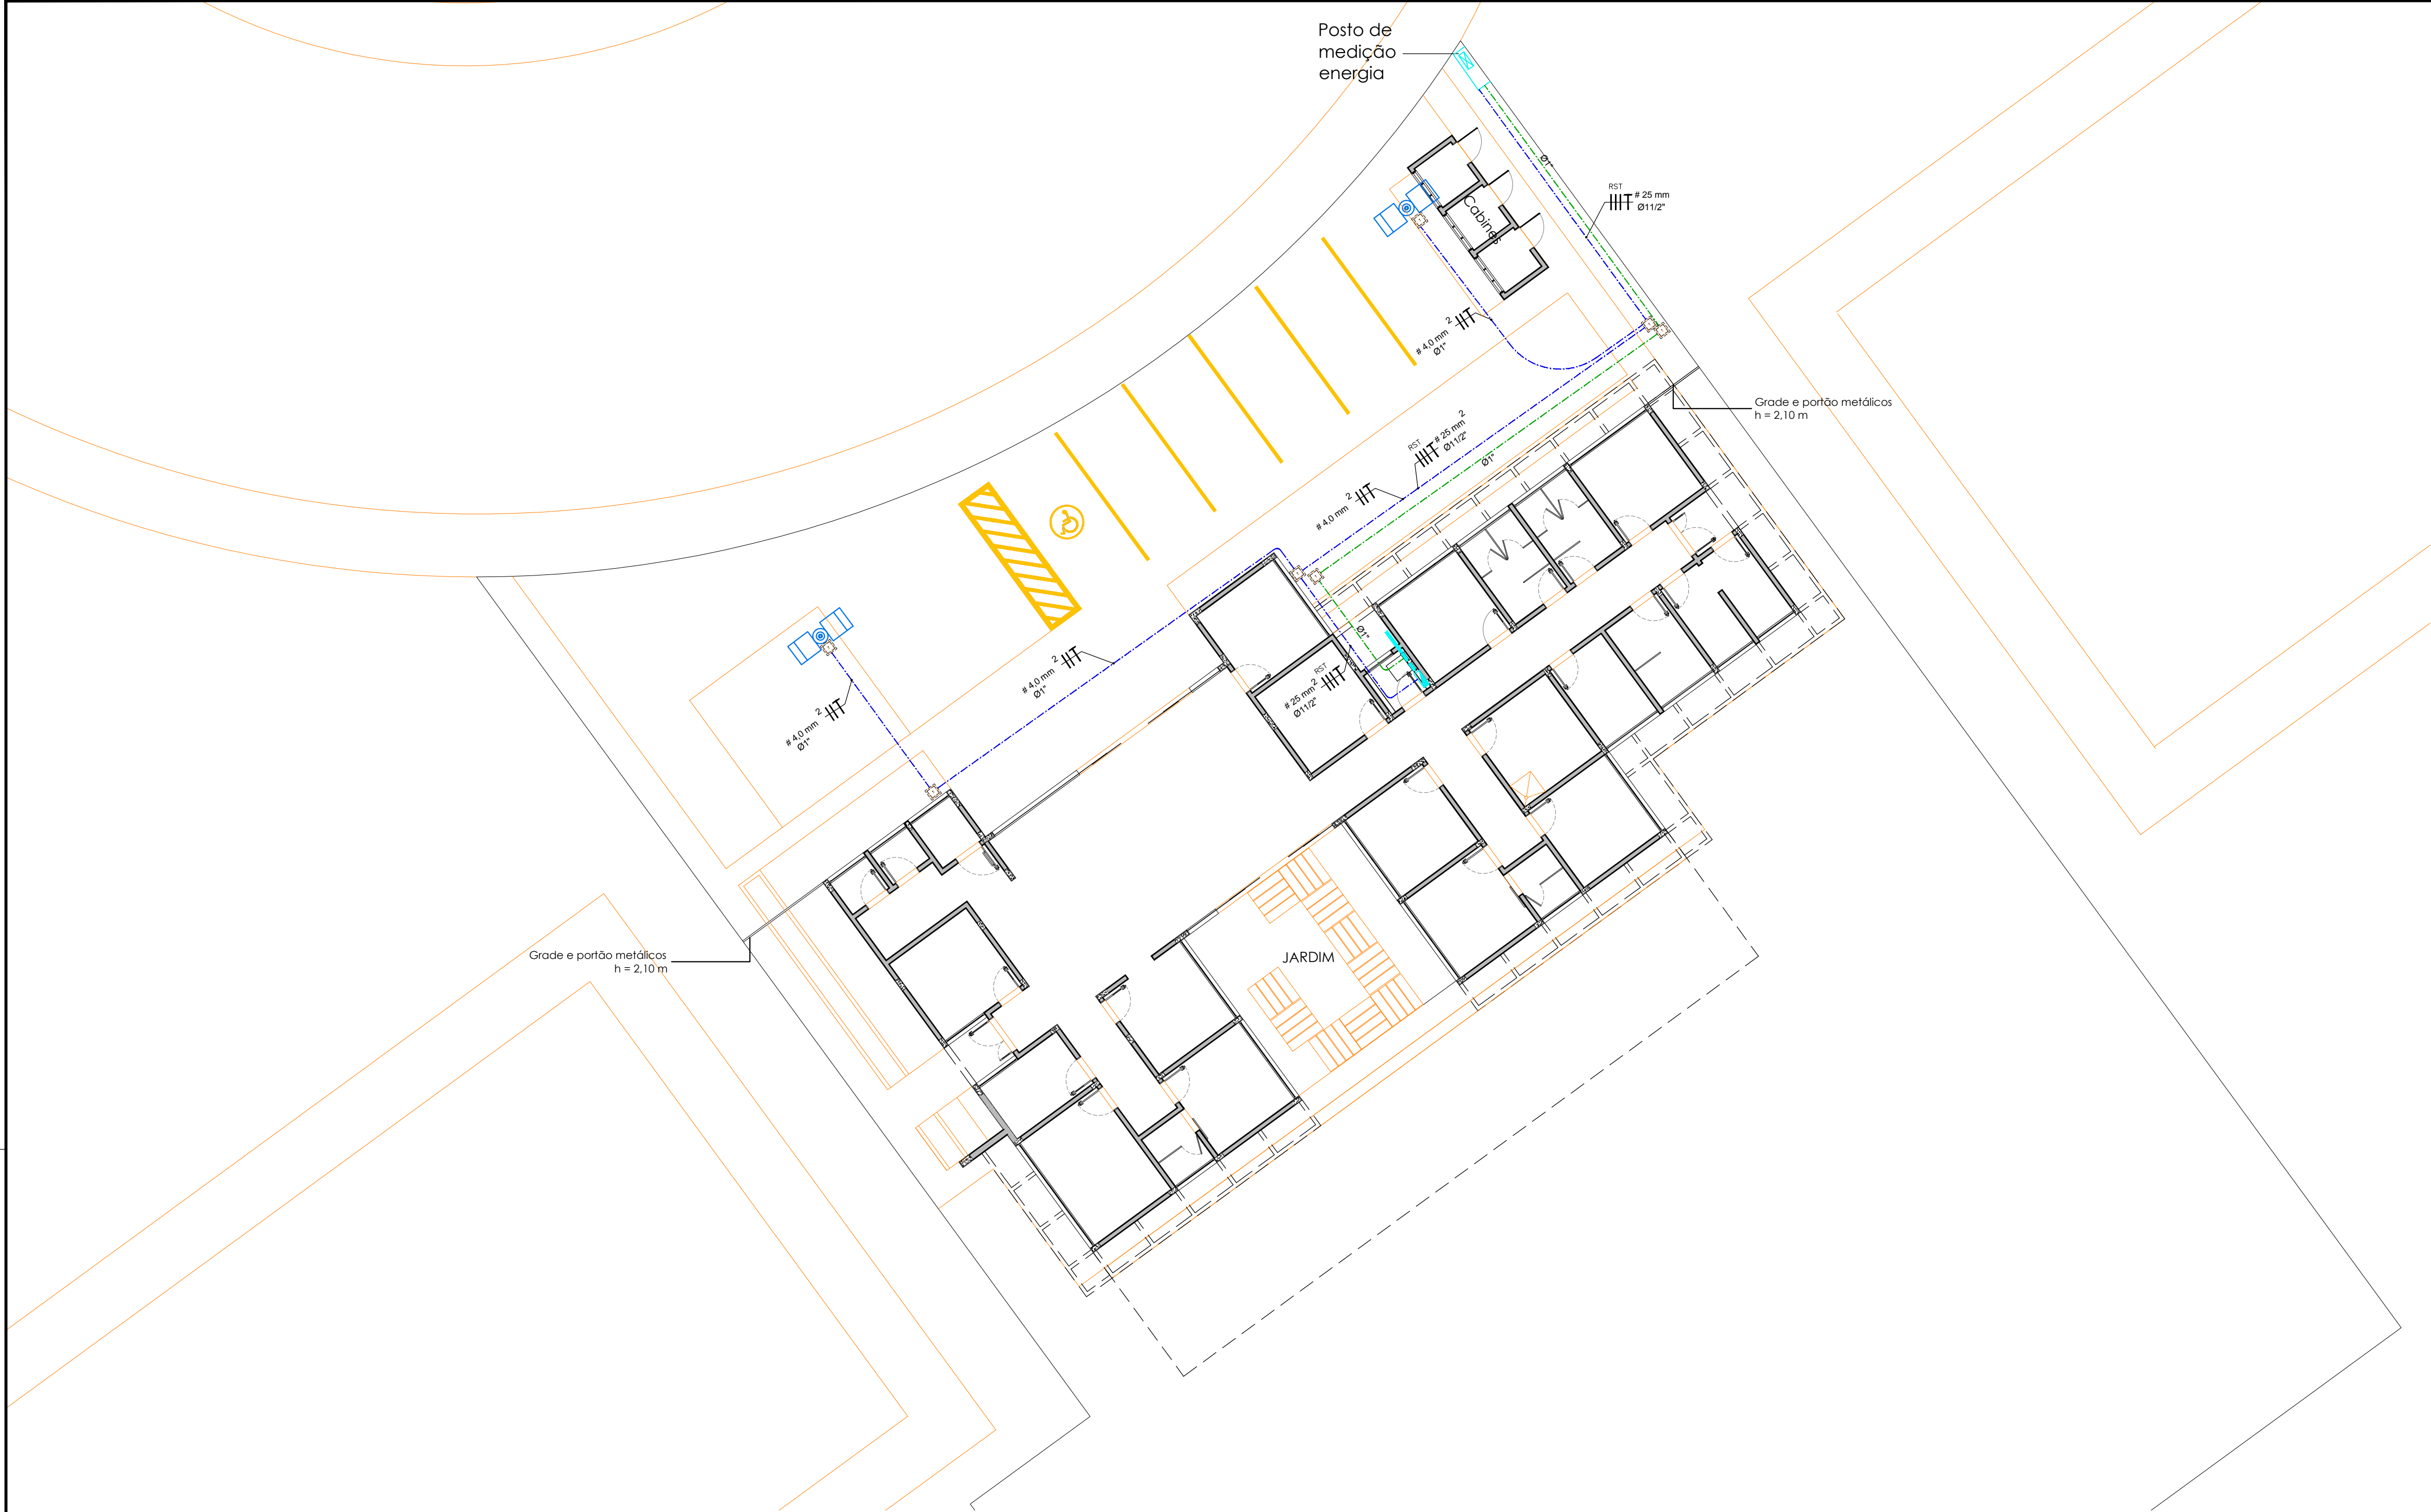 Posto de
medição
energia
Cabines
Ø1"
RST
# 25 mm
Ø11/2"
# 4,0 mm 2
Ø1"
Grade e portão metálicos
h = 2,10 m
RST
# 25 mm 2
Ø11/2"
Ø1"
# 4,0 mm 2
Ø1"
RST
# 25 mm 2
Ø11/2"
# 4,0 mm 2
Ø1"
# 4,0 mm 2
Ø1"
Grade e portão metálicos
h = 2,10 m
JARDIM